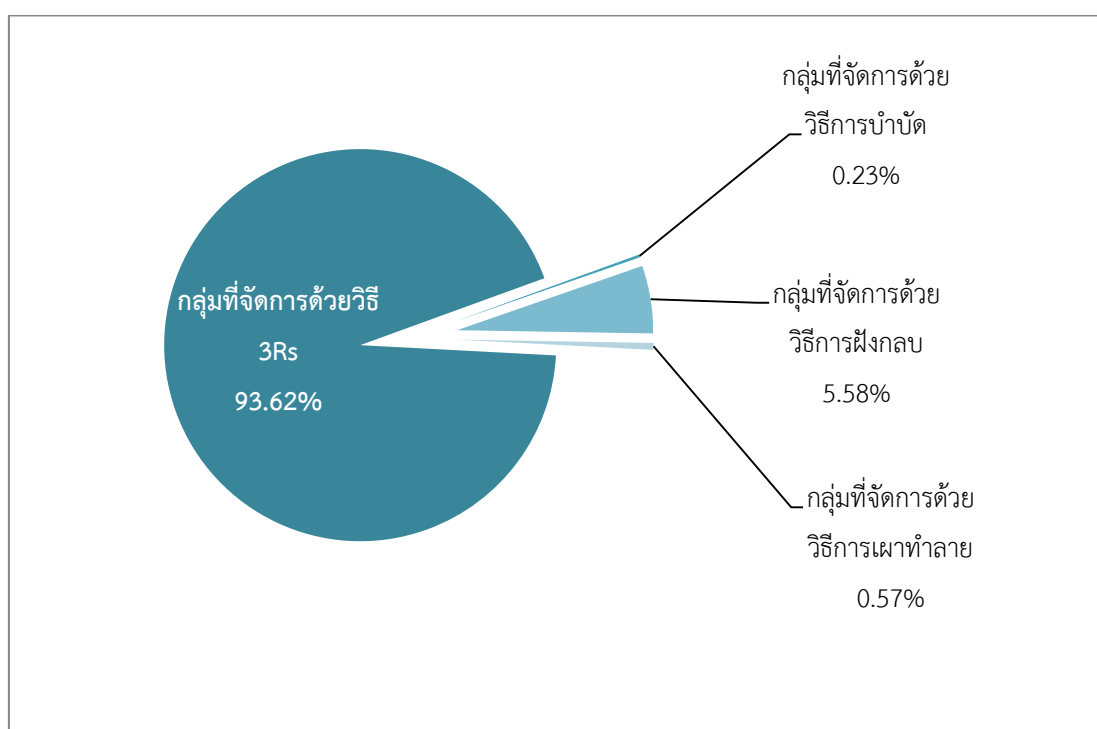 กลุ่มที่จัดการด้วย
วิธีการบำบัด
0.23%
กลุ่มที่จัดการด้วยวิธี
3Rs
93.62%
กลุ่มที่จัดการด้วย
วิธีการฝังกลบ
5.58%
กลุ่มที่จัดการด้วย
วิธีการเผาทำลาย
0.57%